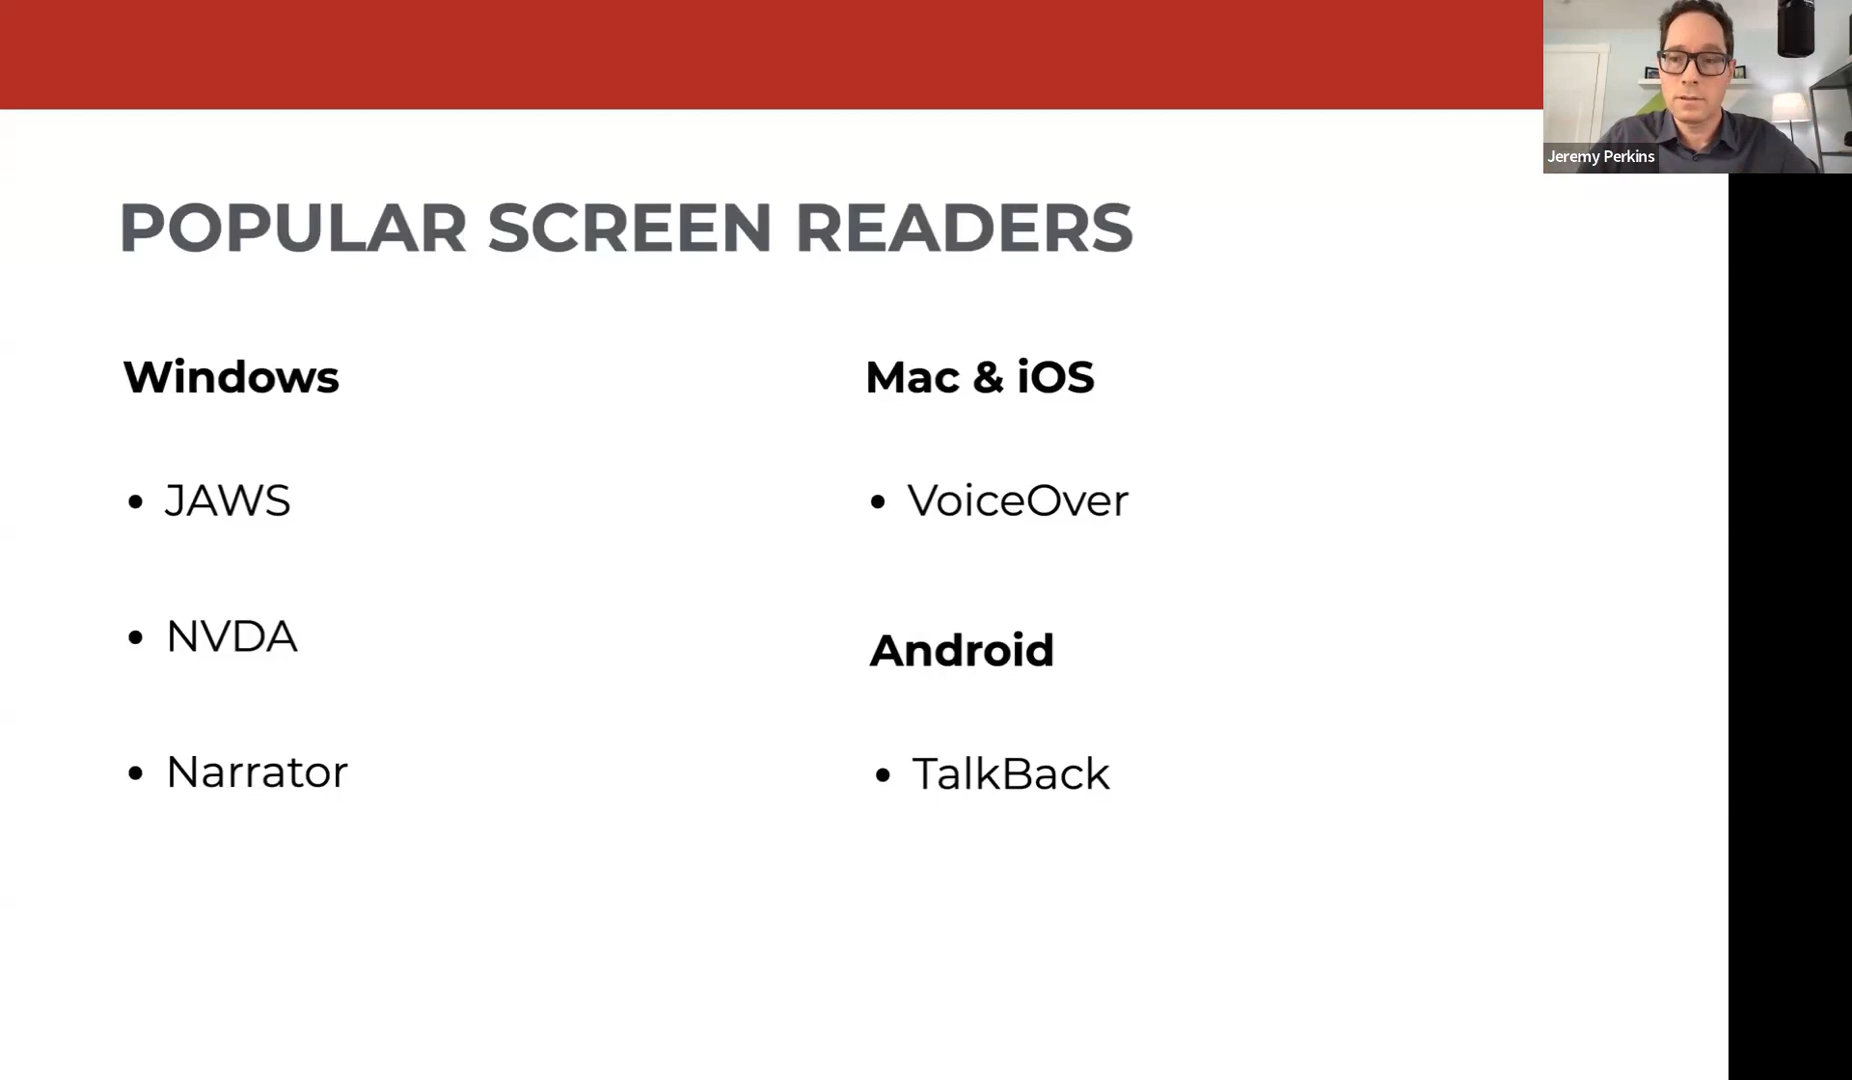 Jeremy Perkins
POPULAR SCREEN READERS
Windows
• JAWS
• NVDA
• Narrator
Mac & iOS
• VoiceOver
Android
• TalkBack